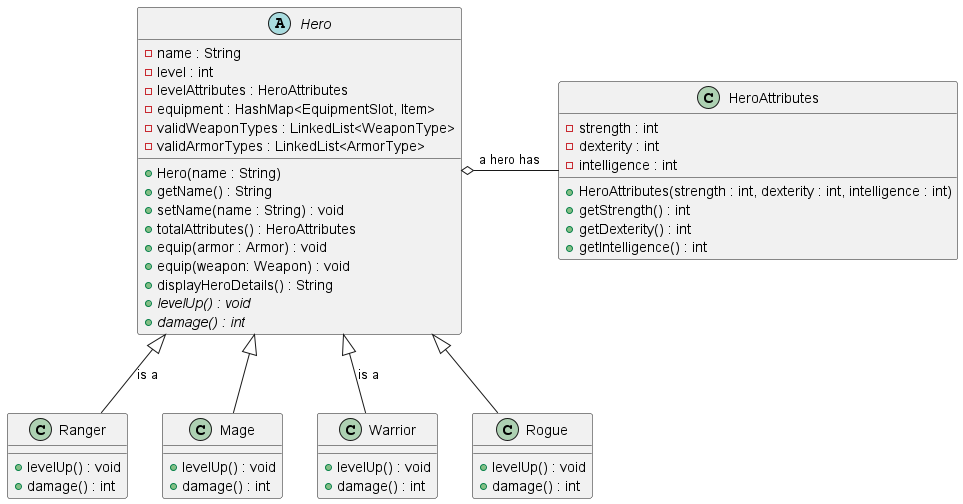 A Hero
name : String
level : int
levelAttributes : HeroAttributes
equipment : HashMap<EquipmentSlot, Item>
validWeaponTypes : LinkedList<WeaponType>
validArmorTypes : LinkedList<ArmorType>
Hero(name : String)
getName() : String
setName(name : String) : void
totalAttributes() : HeroAttributes
equip(armor : Armor) : void
equip(weapon: Weapon) : void
displayHeroDetails() : String
levelUp() : void
damage() : int
a hero has
C HeroAttributes
strength : int
dexterity : int
intelligence : int
HeroAttributes(strength : int, dexterity : int, intelligence : int)
getStrength() : int
getDexterity() : int
getIntelligence() : int
is a
is a
C Ranger
levelUp() : void
damage() : int
C Mage
levelUp() : void
damage() : int
C Warrior
levelUp() : void
damage() : int
C Rogue
levelUp() : void
damage() : int